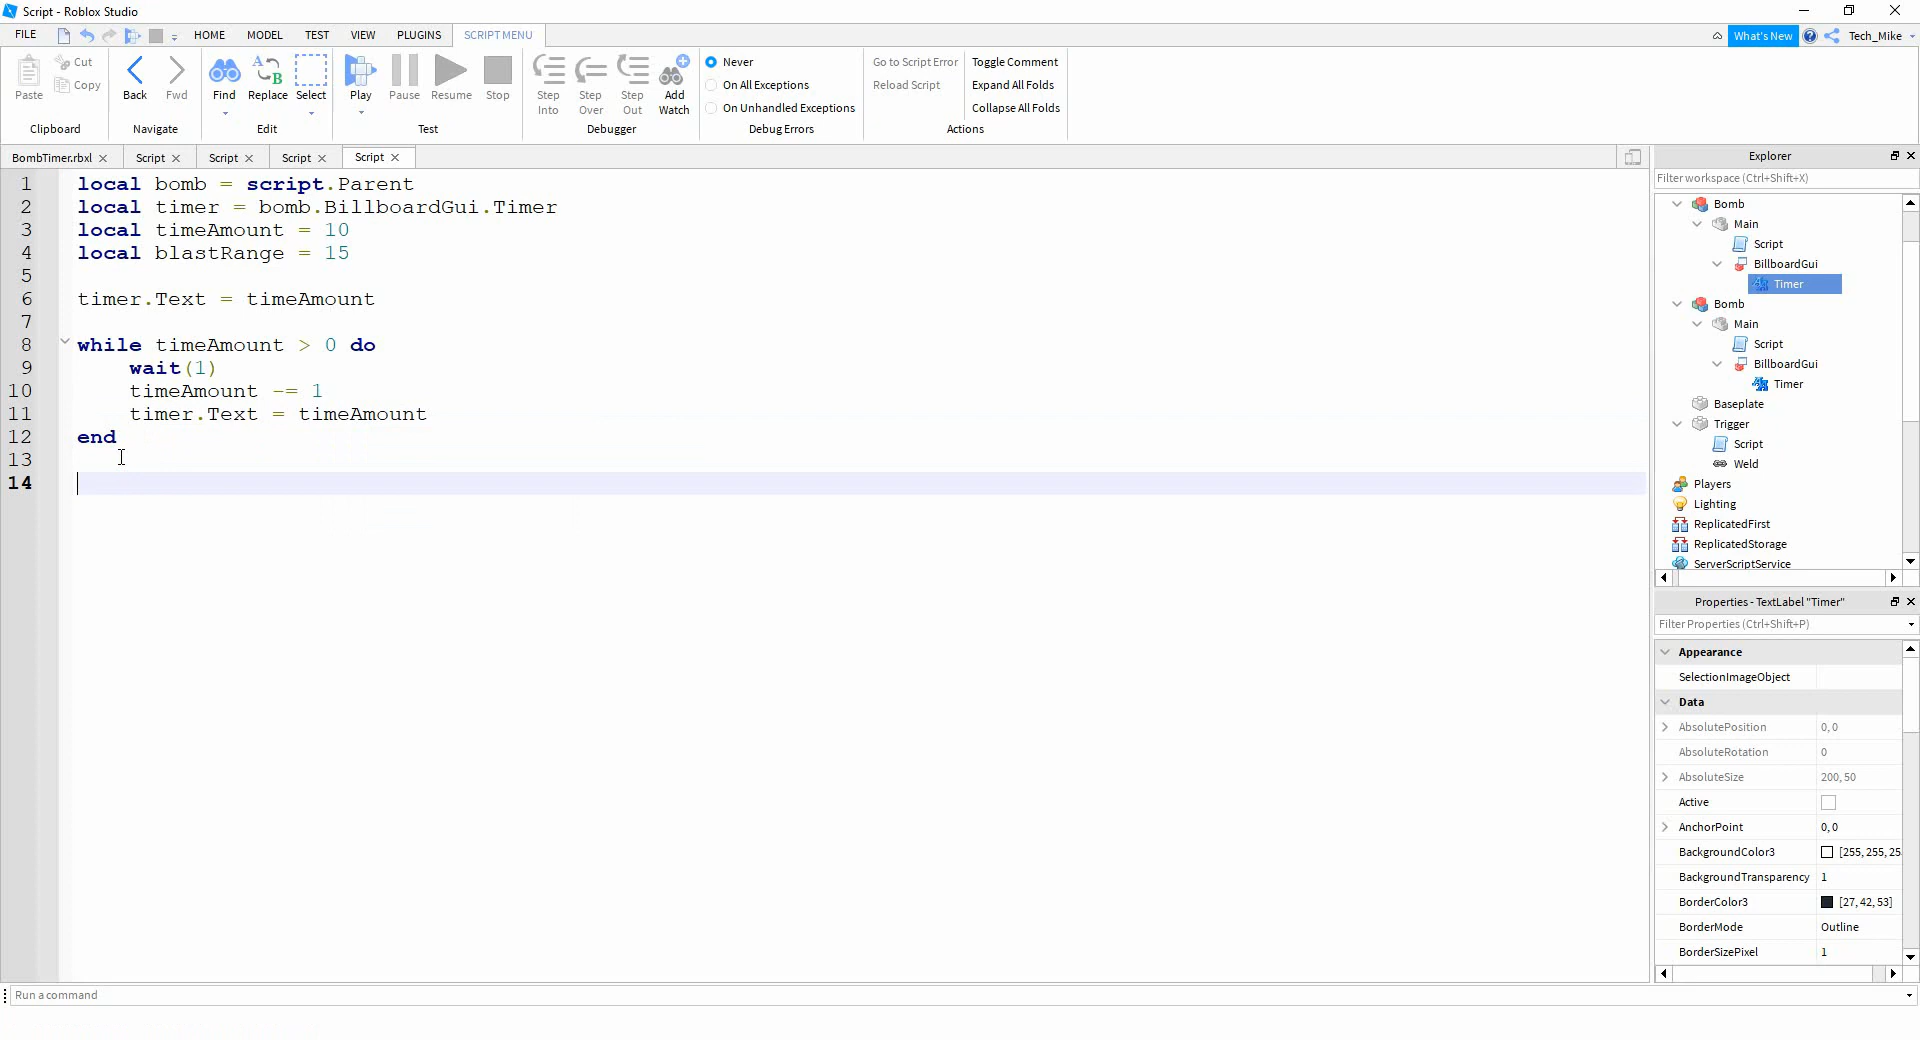 Script - Roblox Studio
FILE HOME MODEL TEST VIEW PLUGINS SCRIPT MENU What's New Tech_Mike
Paste Cut Copy Clipboard
Back Fwd Navigate
Find Replace Select Edit
Play Pause Resume Stop Test
Step Into Step Over Step Out Add Watch Debugger
Never
On All Exceptions
On Unhandled Exceptions
Debug Errors
Go to Script Error Toggle Comment
Reload Script Expand All Folds
Collapse All Folds
Actions
BombTimer.rbxl Script Script Script Script
1 local bomb = script.Parent
2 local timer = bomb.BillboardGui.Timer
3 local timeAmount = 10
4 local blastRange = 15
5
6 timer.Text = timeAmount
7
8 while timeAmount > 0 do
9 wait(1)
10 timeAmount -= 1
11 timer.Text = timeAmount
12 end
13
14
Explorer
Filter workspace (Ctrl+Shift+X)
Bomb
Main
Script
BillboardGui
Timer
Bomb
Main
Script
BillboardGui
Timer
Baseplate
Trigger
Script
Weld
Players
Lighting
ReplicatedFirst
ReplicatedStorage
ServerScriptService
Properties - TextLabel "Timer"
Filter Properties (Ctrl+Shift+P)
Appearance
SelectionImageObject
Data
AbsolutePosition 0, 0
AbsoluteRotation 0
AbsoluteSize 200, 50
Active
AnchorPoint 0, 0
BackgroundColor3 [255, 255, 25
BackgroundTransparency 1
BorderColor3 [27, 42, 53]
BorderMode Outline
BorderSizePixel 1
Run a command